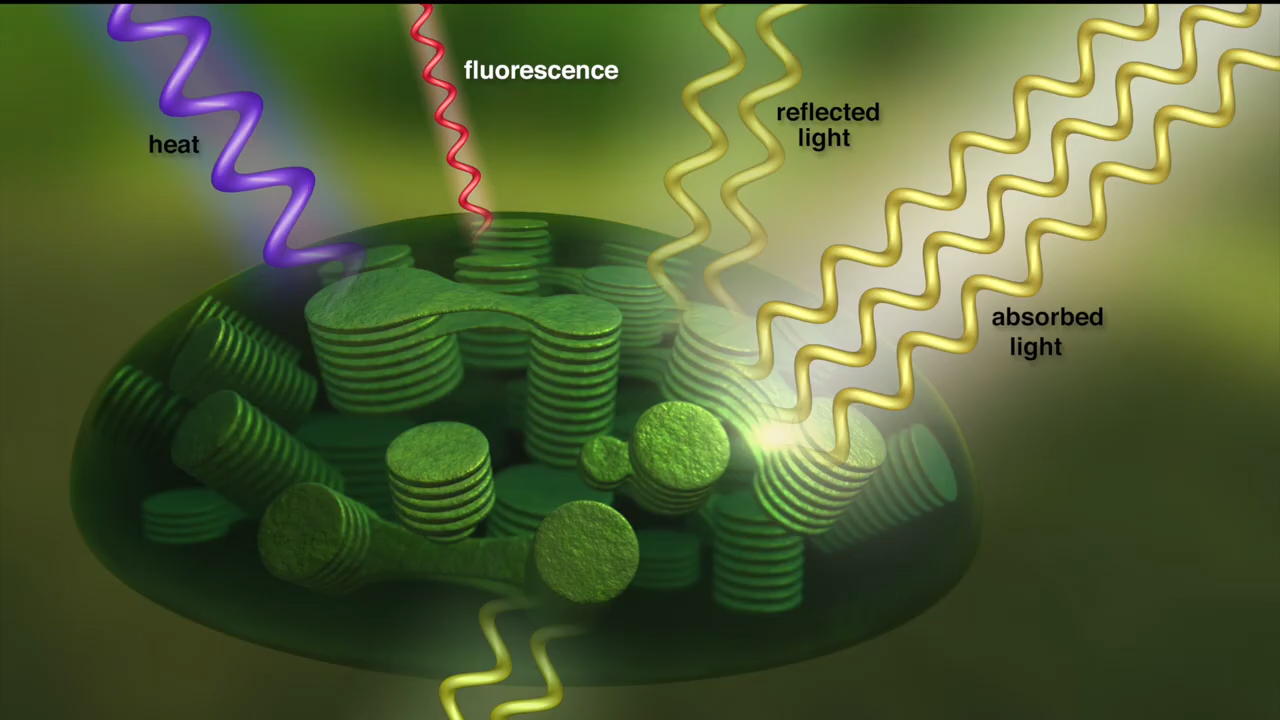 fluorescence
heat
reflected
light
absorbed
light